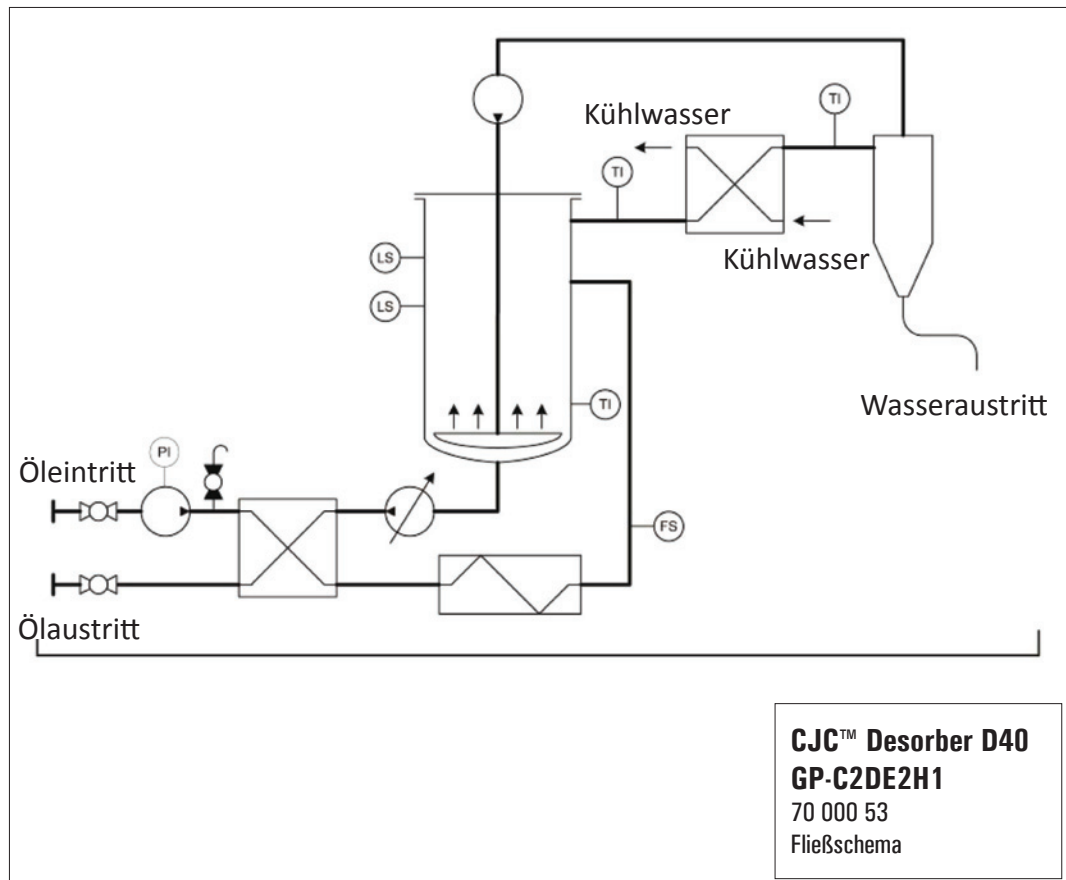 TI
Kühlwasser
TI
LS
Kühlwasser
LS
TI
Wasseraustritt
PI
Öleintritt
FS
Ölaustritt
CJC™ Desorber D40
GP-C2DE2H1
70 000 53
Fließschema